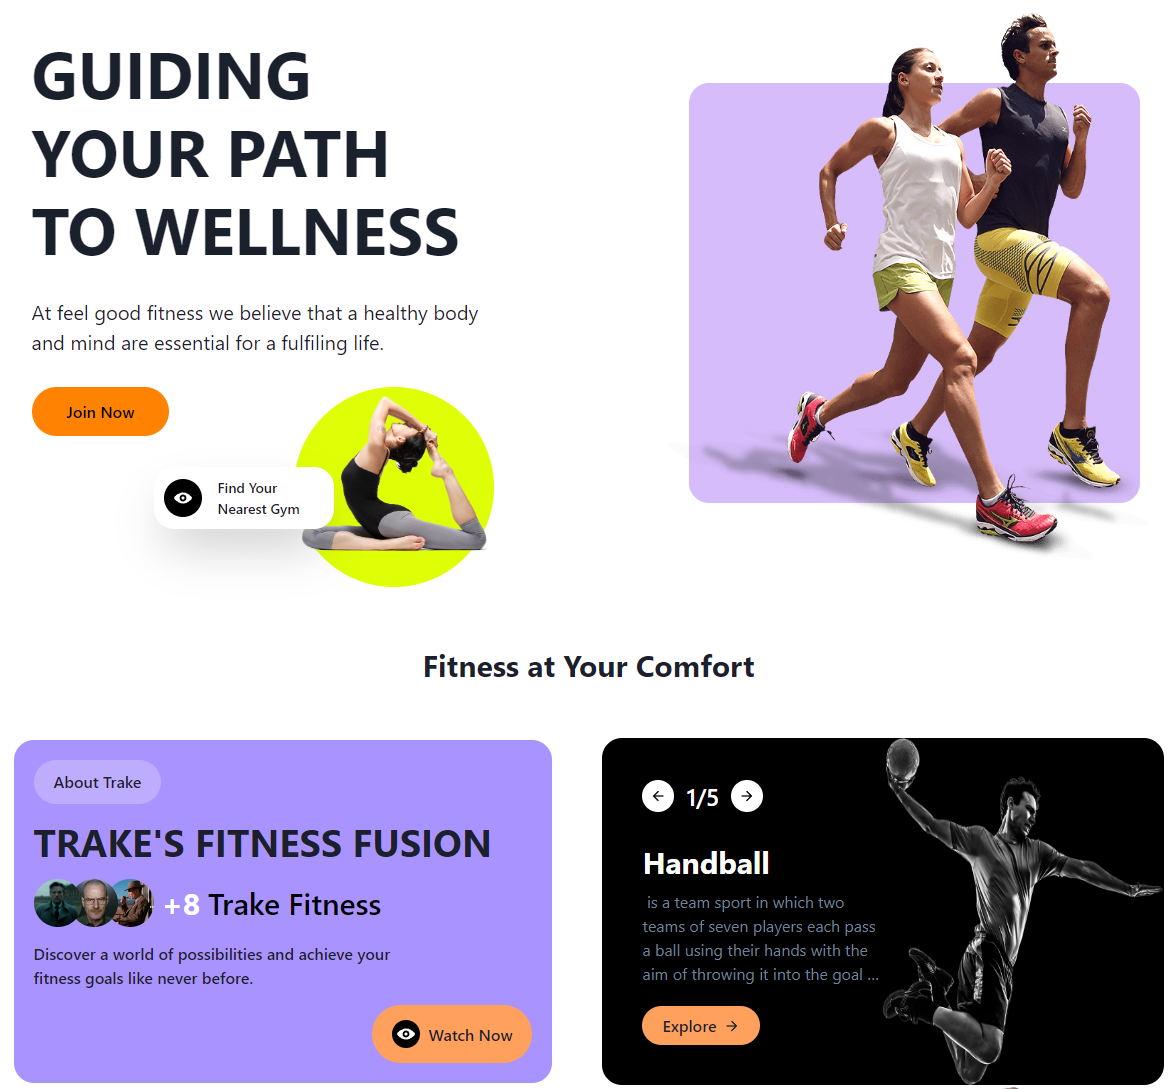 GUIDING
YOUR PATH
TO WELLNESS
At feel good fitness we believe that a healthy body
and mind are essential for a fulfiling life.
Join Now
Find Your
Nearest Gym
Fitness at Your Comfort
About Trake
TRAKE'S FITNESS FUSION
+8 Trake Fitness
Discover a world of possibilities and achieve your
fitness goals like never before.
Watch Now
1/5
Handball
is a team sport in which two
teams of seven players each pass
a ball using their hands with the
aim of throwing it into the goal ...
Explore